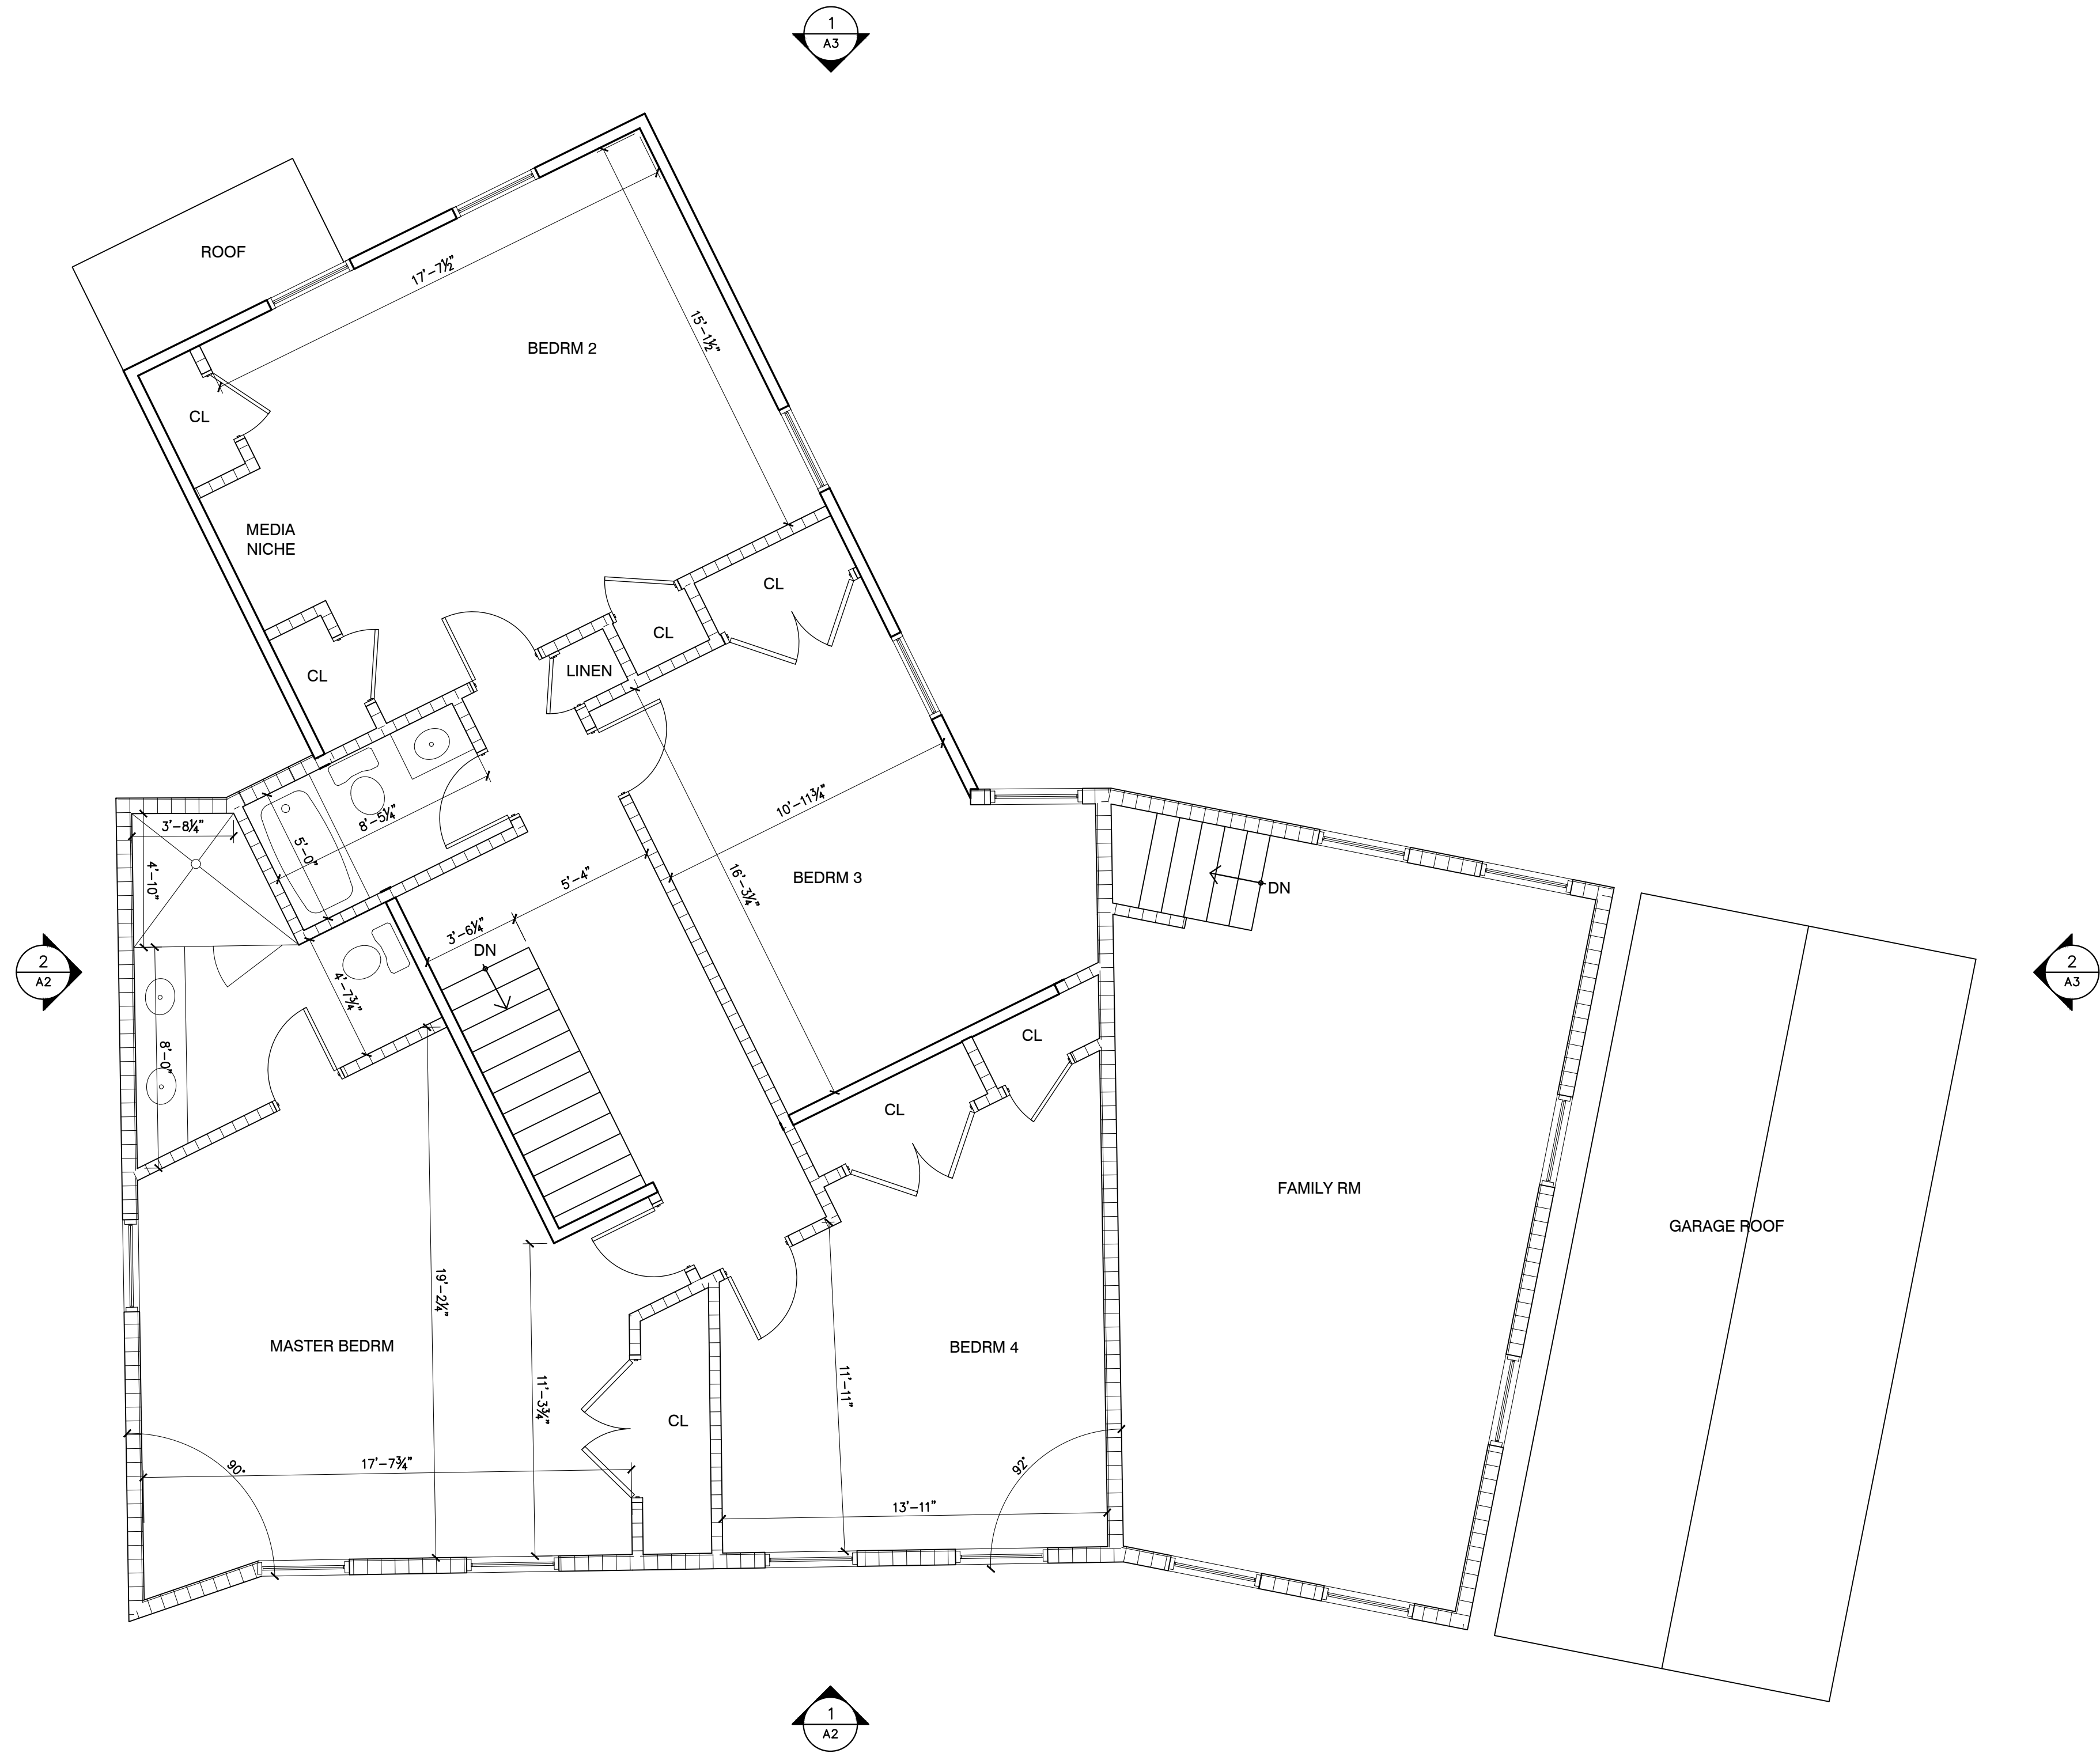 1
A3
ROOF
17'-7½"
15'-1½"
BEDRM 2
CL
MEDIA
NICHE
CL
CL
LINEN
CL
3'-8¼"
4'-10"
5'-0"
8'-5¼"
5'-4"
10'-11¾"
16'-3¼"
BEDRM 3
DN
3'-6¼"
DN
2
A2
2
A3
4'-7¾"
8'-0"
CL
CL
FAMILY RM
GARAGE ROOF
19'-2¼"
MASTER BEDRM
BEDRM 4
11'-3¾"
11'-11"
CL
90°
17'-7¾"
92°
13'-11"
1
A2